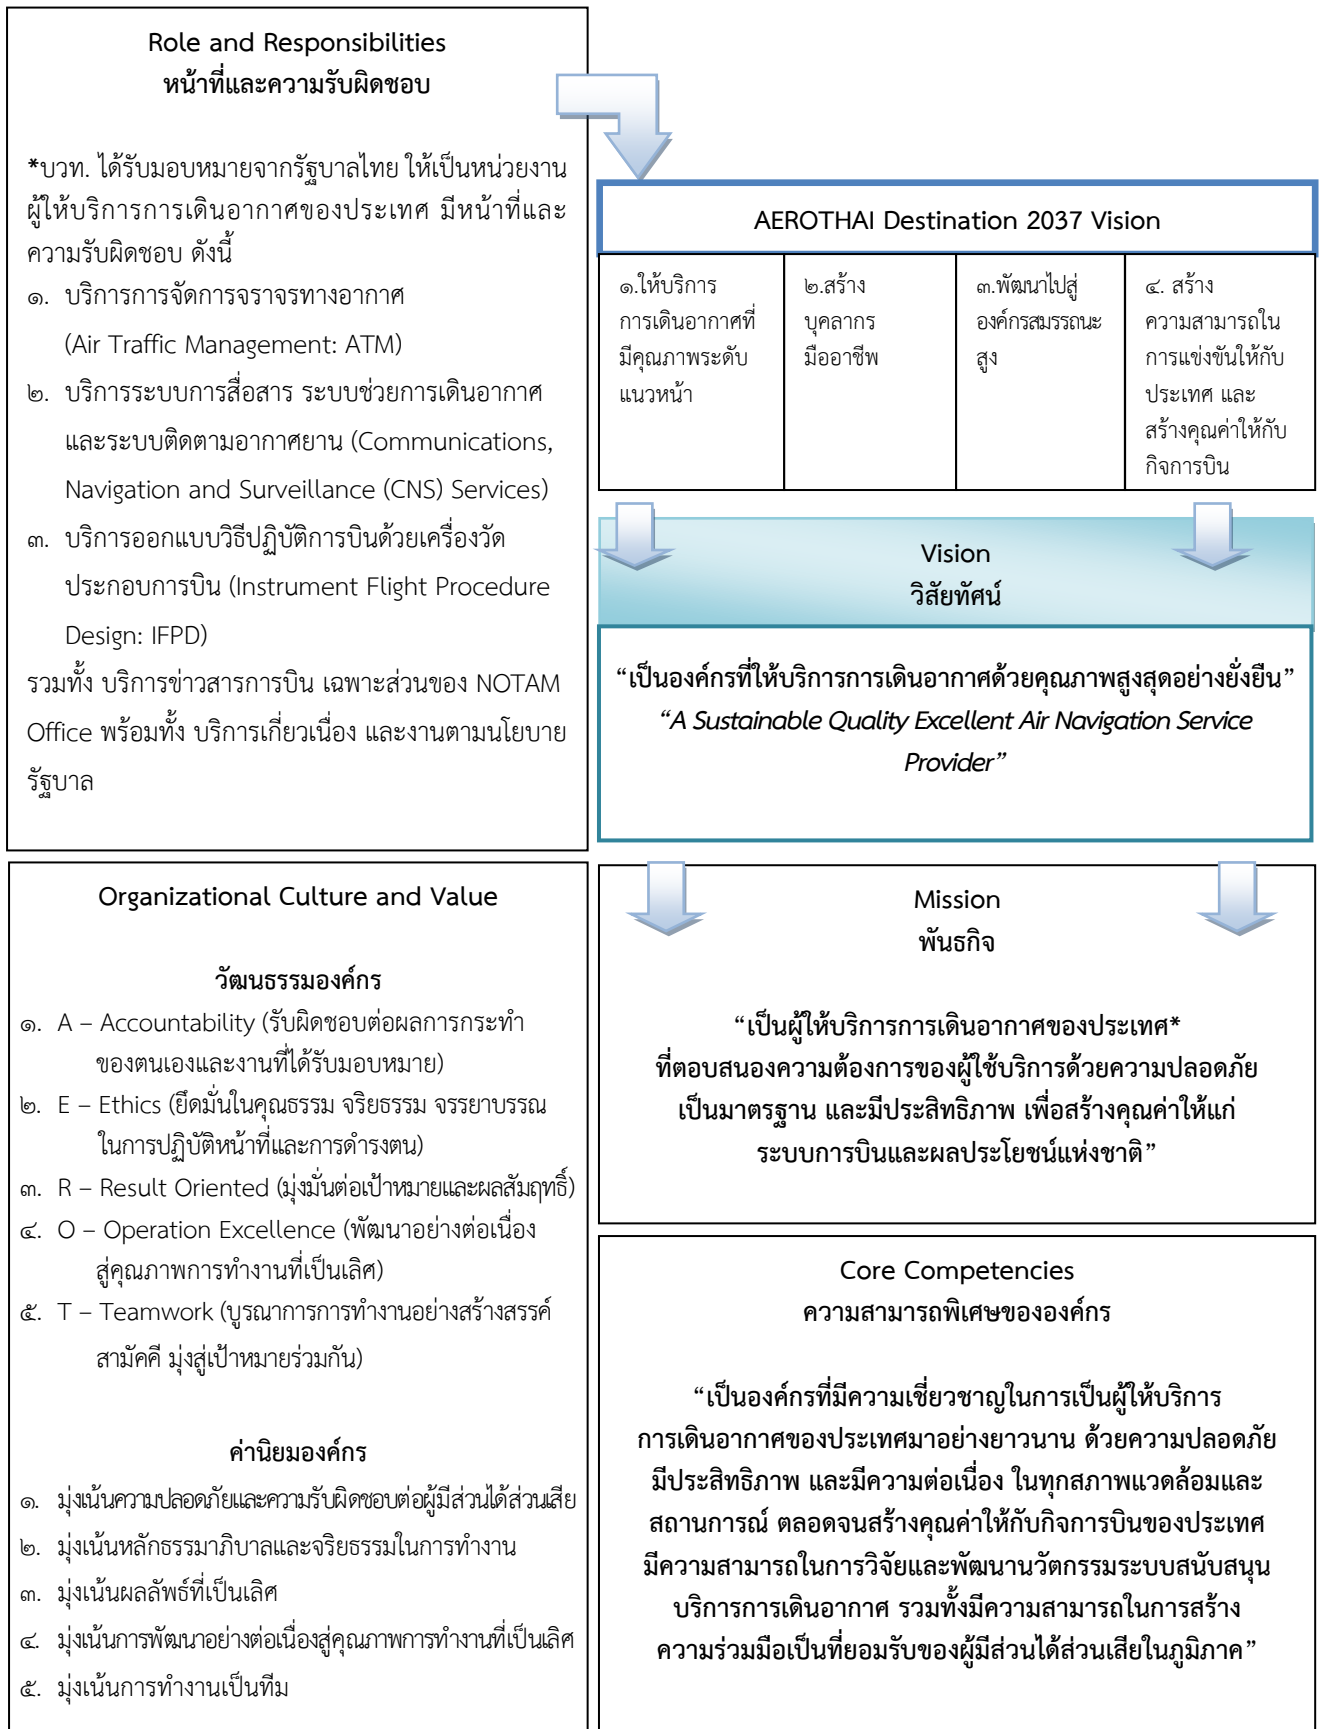 Role and Responsibilities
หน้าที่และความรับผิดชอบ
*บวท. ได้รับมอบหมายจากรัฐบาลไทย ให้เป็นหน่วยงาน
ผู้ให้บริการการเดินอากาศของประเทศ มีหน้าที่และ
ความรับผิดชอบ ดังนี้
๑. บริการการจัดการจราจรทางอากาศ
(Air Traffic Management: ATM)
๒. บริการระบบการสื่อสาร ระบบช่วยการเดินอากาศ
และระบบติดตามอากาศยาน (Communications,
Navigation and Surveillance (CNS) Services)
๓. บริการออกแบบวิธีปฏิบัติการบินด้วยเครื่องวัด
ประกอบการบิน (Instrument Flight Procedure
Design: IFPD)
รวมทั้ง บริการข่าวสารการบิน เฉพาะส่วนของ NOTAM
Office พร้อมทั้ง บริการเกี่ยวเนื่อง และงานตามนโยบาย
รัฐบาล
AEROTHAI Destination 2037 Vision
๑.ให้บริการ
การเดินอากาศที่
มีคุณภาพระดับ
แนวหน้า
๒.สร้าง
บุคลากร
มืออาชีพ
๓.พัฒนาไปสู่
องค์กรสมรรถนะ
สูง
๔. สร้าง
ความสามารถใน
การแข่งขันให้กับ
ประเทศ และ
สร้างคุณค่าให้กับ
กิจการบิน
Vision
วิสัยทัศน์
“เป็นองค์กรที่ให้บริการการเดินอากาศด้วยคุณภาพสูงสุดอย่างยั่งยืน”
“A Sustainable Quality Excellent Air Navigation Service
Provider”
Organizational Culture and Value
วัฒนธรรมองค์กร
๑. A – Accountability (รับผิดชอบต่อผลการกระทำ
ของตนเองและงานที่ได้รับมอบหมาย)
๒. E – Ethics (ยึดมั่นในคุณธรรม จริยธรรม จรรยาบรรณ
ในการปฏิบัติหน้าที่และการดำรงตน)
๓. R – Result Oriented (มุ่งมั่นต่อเป้าหมายและผลสัมฤทธิ์)
๔. O – Operation Excellence (พัฒนาอย่างต่อเนื่อง
สู่คุณภาพการทำงานที่เป็นเลิศ)
๕. T – Teamwork (บูรณาการการทำงานอย่างสร้างสรรค์
สามัคคี มุ่งสู่เป้าหมายร่วมกัน)
ค่านิยมองค์กร
๑. มุ่งเน้นความปลอดภัยและความรับผิดชอบต่อผู้มีส่วนได้ส่วนเสีย
๒. มุ่งเน้นหลักธรรมาภิบาลและจริยธรรมในการทำงาน
๓. มุ่งเน้นผลลัพธ์ที่เป็นเลิศ
๔. มุ่งเน้นการพัฒนาอย่างต่อเนื่องสู่คุณภาพการทำงานที่เป็นเลิศ
๕. มุ่งเน้นการทำงานเป็นทีม
Mission
พันธกิจ
“เป็นผู้ให้บริการการเดินอากาศของประเทศ*
ที่ตอบสนองความต้องการของผู้ใช้บริการด้วยความปลอดภัย
เป็นมาตรฐาน และมีประสิทธิภาพ เพื่อสร้างคุณค่าให้แก่
ระบบการบินและผลประโยชน์แห่งชาติ”
Core Competencies
ความสามารถพิเศษขององค์กร
“เป็นองค์กรที่มีความเชี่ยวชาญในการเป็นผู้ให้บริการ
การเดินอากาศของประเทศมาอย่างยาวนาน ด้วยความปลอดภัย
มีประสิทธิภาพ และมีความต่อเนื่อง ในทุกสภาพแวดล้อมและ
สถานการณ์ ตลอดจนสร้างคุณค่าให้กับกิจการบินของประเทศ
มีความสามารถในการวิจัยและพัฒนานวัตกรรมระบบสนับสนุน
บริการการเดินอากาศ รวมทั้งมีความสามารถในการสร้าง
ความร่วมมือเป็นที่ยอมรับของผู้มีส่วนได้ส่วนเสียในภูมิภาค”